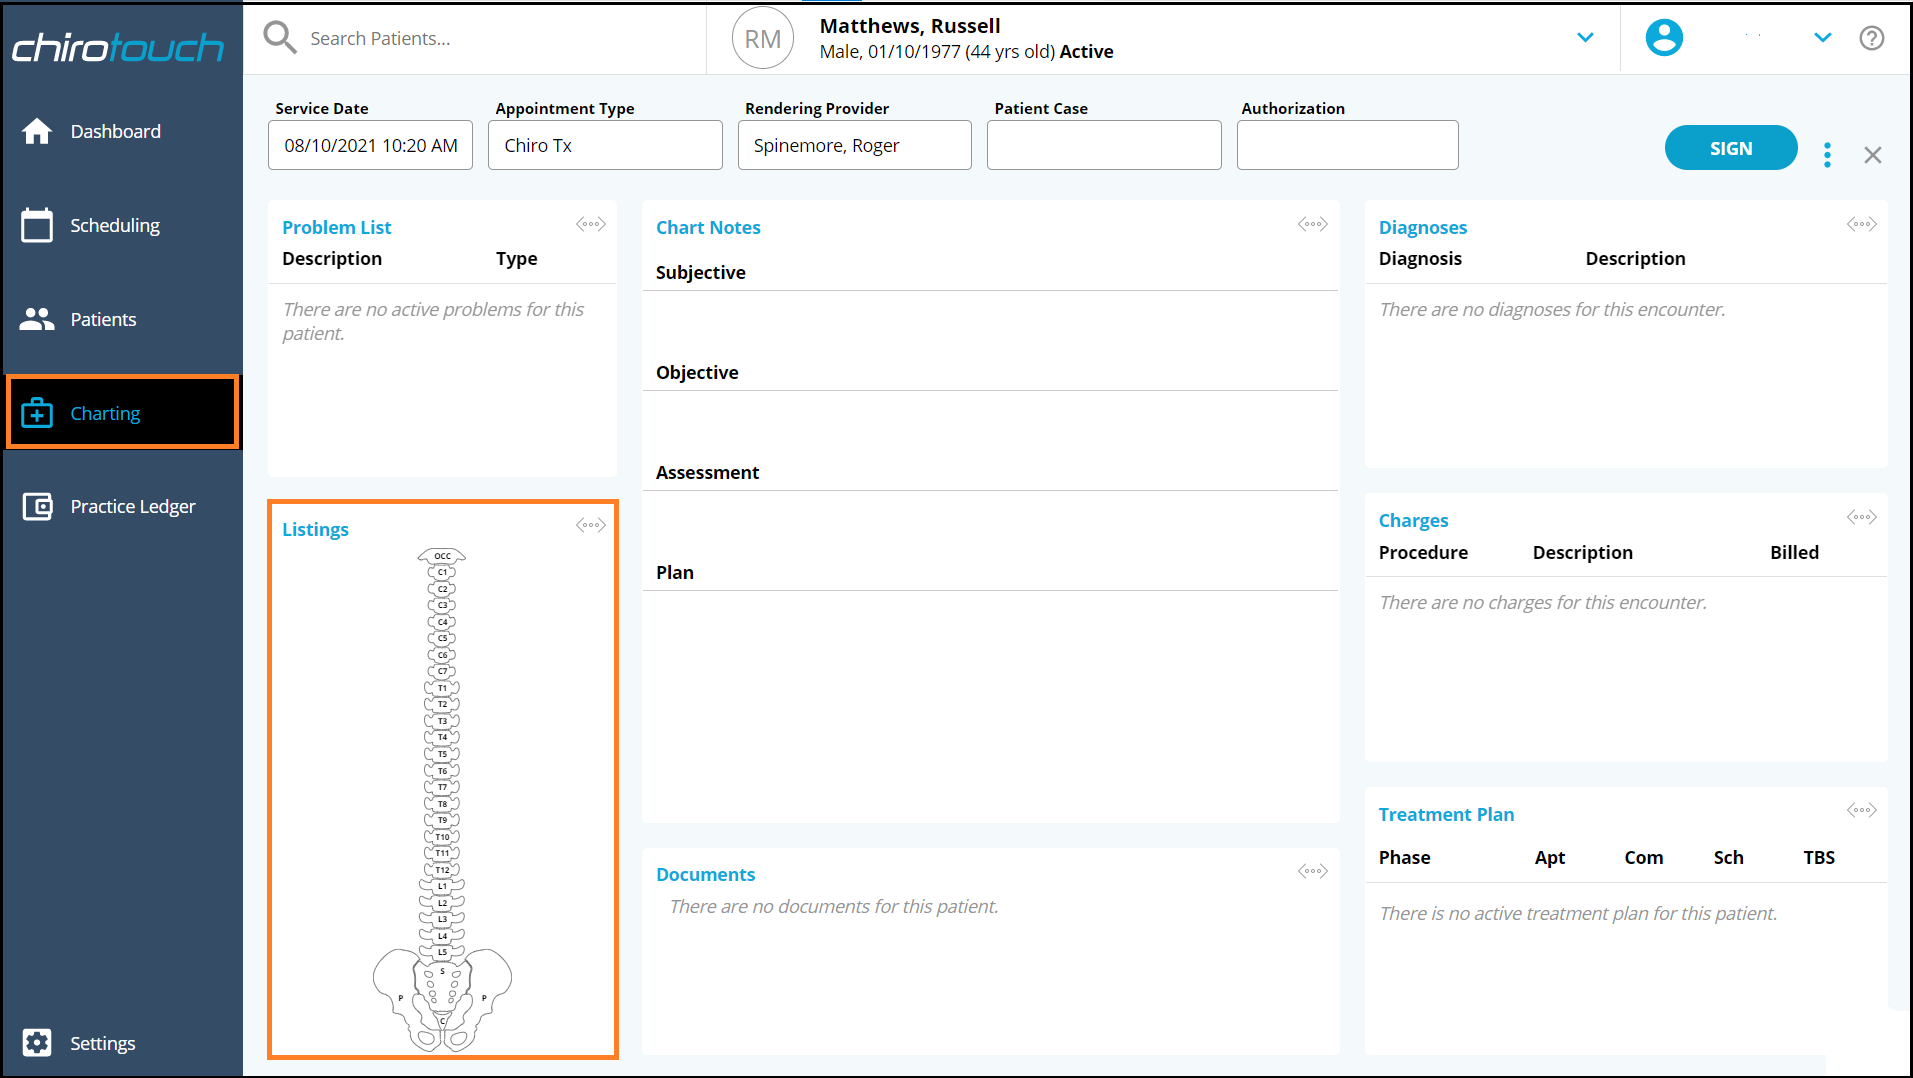 chirotouch
Search Patients...
RM
Matthews, Russell
Male, 01/10/1977 (44 yrs old) Active
Dashboard
Scheduling
Patients
Charting
Practice Ledger
Settings
Service Date
08/10/2021 10:20 AM
Appointment Type
Chiro Tx
Rendering Provider
Spinemore, Roger
Patient Case
Authorization
SIGN
Problem List
Description Type
There are no active problems for this
patient.
Listings
OCC
C1
C2
C3
C4
C5
C6
C7
T1
T2
T3
T4
T5
T6
T7
T8
T9
T10
T11
T12
L1
L2
L3
L4
L5
S
P P
C
Chart Notes
Subjective
Objective
Assessment
Plan
Documents
There are no documents for this patient.
Diagnoses
Diagnosis Description
There are no diagnoses for this encounter.
Charges
Procedure Description Billed
There are no charges for this encounter.
Treatment Plan
Phase Apt Com Sch TBS
There is no active treatment plan for this patient.